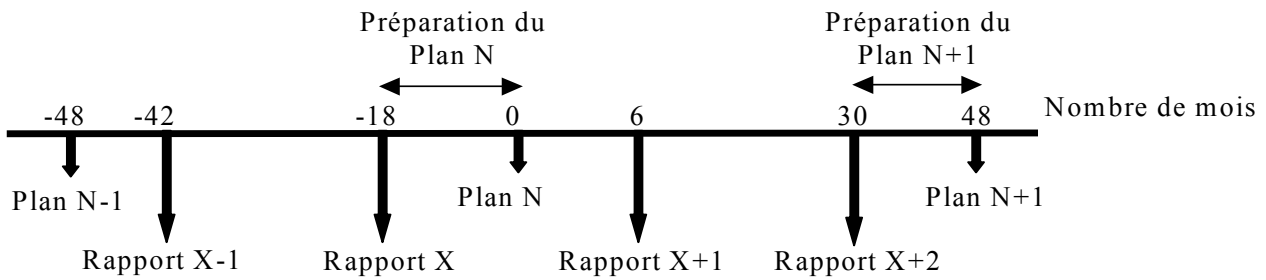 Préparation du
Plan N
Préparation du
Plan N+1
-48 -42 -18 0 6 30 48 Nombre de mois
Plan N-1 Plan N Plan N+1
Rapport X-1 Rapport X Rapport X+1 Rapport X+2